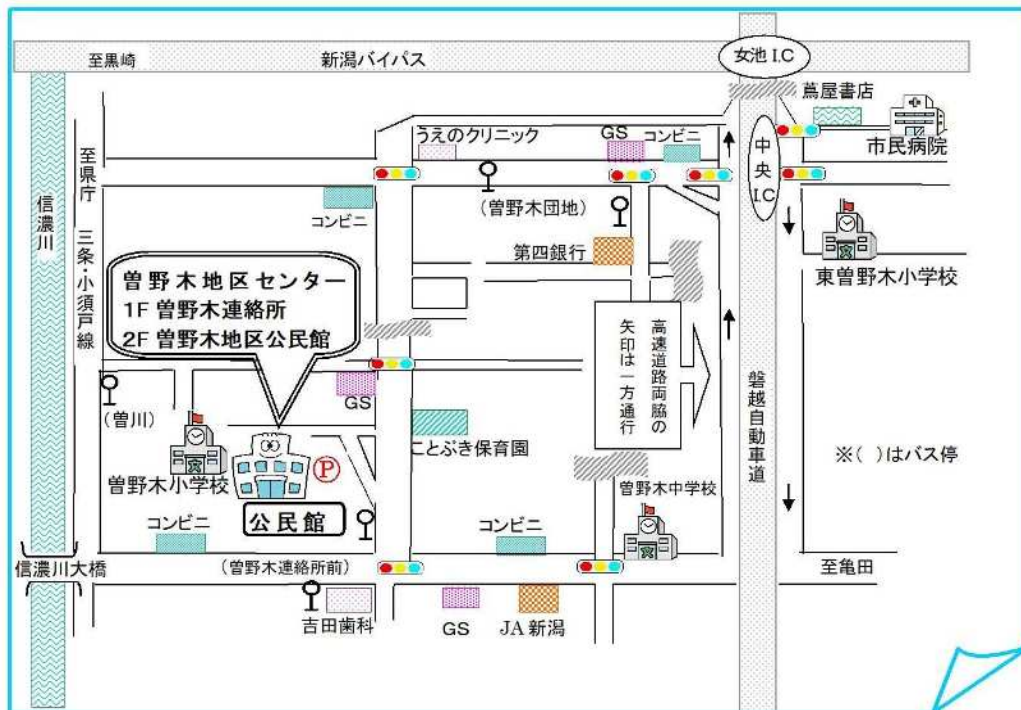 女池 I.C
至黒崎
新潟バイパス
蔦屋書店
うえのクリニック
GS
コンビニ
市民病院
中央I.C
至県庁
三条・小須戸線
信濃川
コンビニ
(曽野木団地)
第四銀行
東曽野木小学校
曽野木地区センター
1F 曽野木連絡所
2F 曽野木地区公民館
高速道路両脇の
矢印は一方通行
磐越自動車道
GS
(曽川)
ことぶき保育園
※( )はバス停
P
曽野木小学校
曽野木中学校
公民館
コンビニ
コンビニ
信濃川大橋
(曽野木連絡所前)
至亀田
吉田歯科
GS
JA 新潟